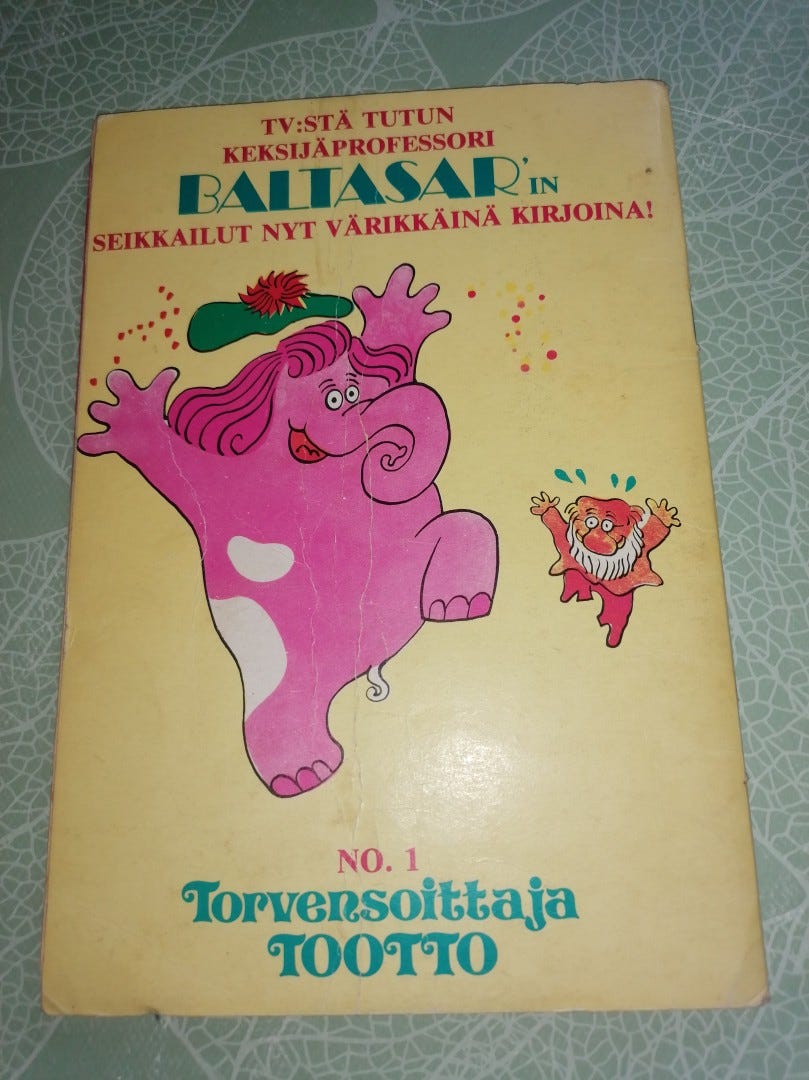 TV:STÄ TUTUN
KEKSIJÄPROFESSORI
BALTASAR'IN
SEIKKAILUT NYT VÄRIKKÄINÄ KIRJOINA!
NO. 1
Torvensoittaja
TOOTTO